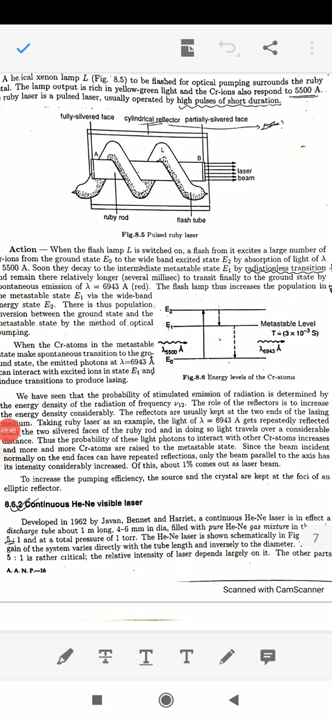 A he.ical xenon lamp L (Fig. 8.5) to be flashed for optical pumping surrounds the ruby
tal. The lamp output is rich in yellow-green light and the Cr-ions also respond to 5500 A.
ruby laser is a pulsed laser, usually operated by high pulses of short duration.
fully-silvered face cylindrical reflector partially-silvered face
A
L
B
laser
beam
ruby rod
flash tube
Fig.8.5 Pulsed ruby laser
Action — When the flash lamp L is switched on, a flash from it excites a large number of
r-ions from the ground state E0 to the wide band excited state E2 by absorption of light of λ
5500 A. Soon they decay to the intermediate metastable state E1 by radiationless transition
nd remain there relatively longer (several millisec) to transit finally to the ground state by
pontaneous emission of λ = 6943 A (red). The flash lamp thus increases the population in
he metastable state E1 via the wide-band
nergy state E2. There is thus population
nversion between the ground state and the
netastable state by the method of optical
umping.
When the Cr-atoms in the metastable
state make spontaneous transition to the gro-
und state, the emitted photons at λ=6943 A
can interact with excited ions in state E1 and
induce transitions to produce lasing.
E2
E1
E0
5500 A
6943 A
Metastable Level
T = (3 x 10-3 S)
Fig.8.6 Energy levels of the Cr-atoms
We have seen that the probability of stimulated emission of radiation is determined by
the energy density of the radiation of frequency ν12. The role of the reflectors is to increase
the energy density considerably. The reflectors are usually kept at the two ends of the lasing
medium. Taking ruby laser as an example, the light of λ = 6943 A gets repeatedly reflected
the two silvered faces of the ruby rod and in doing so light travels over a considerable
distance. Thus the probability of these light photons to interact with other Cr-atoms increases
and more and more Cr-atoms are raised to the metastable state. Since the beam incident
normally on the end faces can have repeated reflections, only the beam parallel to the axis has
its intensity considerably increased. Of this, about 1% comes out as laser beam.
To increase the pumping efficiency, the source and the crystal are kept at the foci of an
elliptic reflector.
8.6.2 Continuous He-Ne visible laser
Developed in 1962 by Javan, Bennet and Harriet, a continuous He-Ne laser is in effect a
discharge tube about 1 m long, 4-6 mm in dia, filled with pure He-Ne gas mixture in t
1 and at a total pressure of 1 torr. The He-Ne laser is shown schematically in Fig
gain of the system varies directly with the tube length and inversely to the diameter.
5 : 1 is rather critical; the relative intensity of laser depends largely on it. The other parts
A. A. N. P.—16
7
Scanned with CamScanner